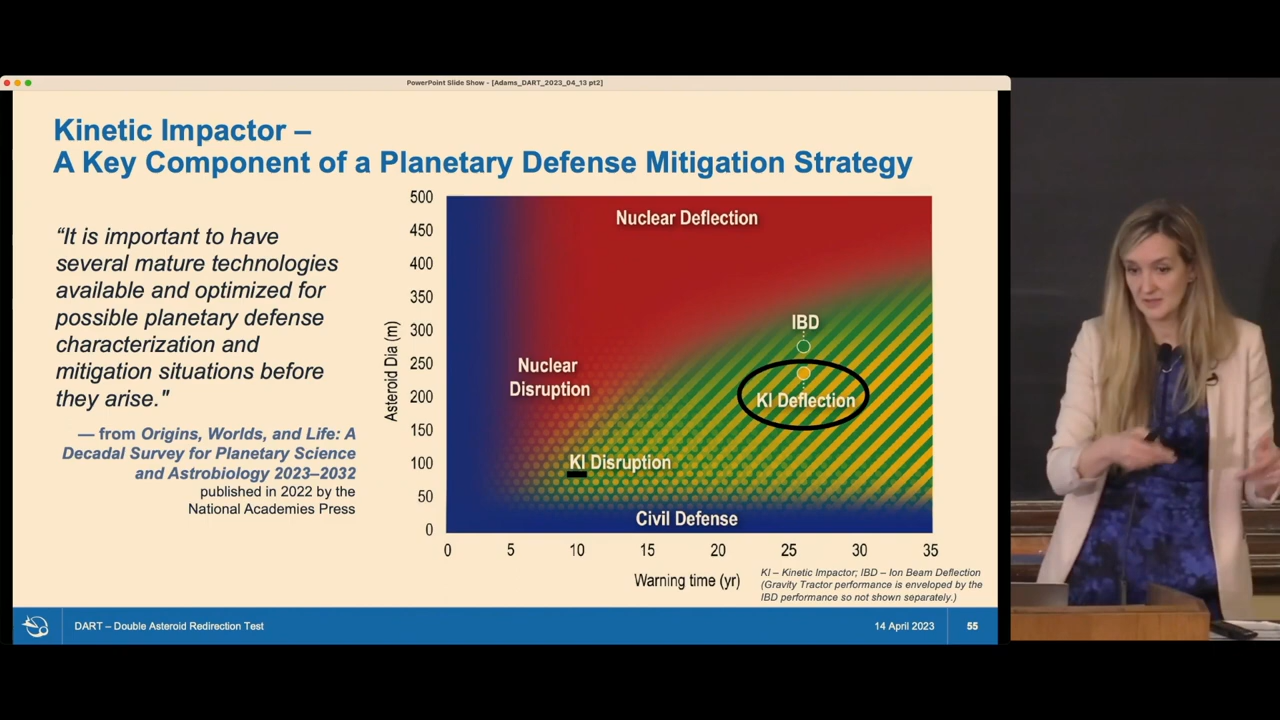 PowerPoint Slide Show - [Adams_DART_2023_04_13 pt2]
Kinetic Impactor –
A Key Component of a Planetary Defense Mitigation Strategy
“It is important to have
several mature technologies
available and optimized for
possible planetary defense
characterization and
mitigation situations before
they arise."
— from Origins, Worlds, and Life: A
Decadal Survey for Planetary Science
and Astrobiology 2023–2032
published in 2022 by the
National Academies Press
Asteroid Dia (m)
500
450
400
350
300
250
200
150
100
50
0
Nuclear Deflection
IBD
Nuclear
Disruption
KI Deflection
KI Disruption
Civil Defense
0 5 10 15 20 25 30 35
Warning time (yr)
KI – Kinetic Impactor; IBD – Ion Beam Deflection
(Gravity Tractor performance is enveloped by the
IBD performance so not shown separately.)
DART – Double Asteroid Redirection Test
14 April 2023
55